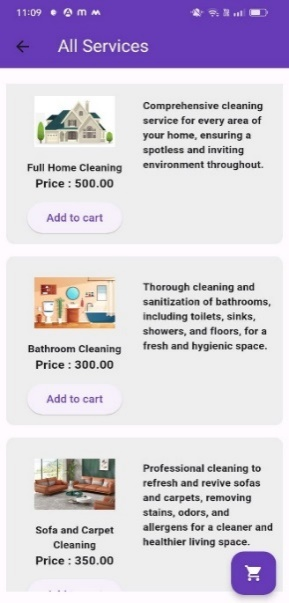 11:09
All Services
Full Home Cleaning
Price : 500.00
Add to cart
Comprehensive cleaning
service for every area of
your home, ensuring a
spotless and inviting
environment throughout.
Bathroom Cleaning
Price : 300.00
Add to cart
Thorough cleaning and
sanitization of bathrooms,
including toilets, sinks,
showers, and floors, for a
fresh and hygienic space.
Sofa and Carpet
Cleaning
Price : 350.00
Professional cleaning to
refresh and revive sofas
and carpets, removing
stains, odors, and
allergens for a cleaner and
healthier living space.